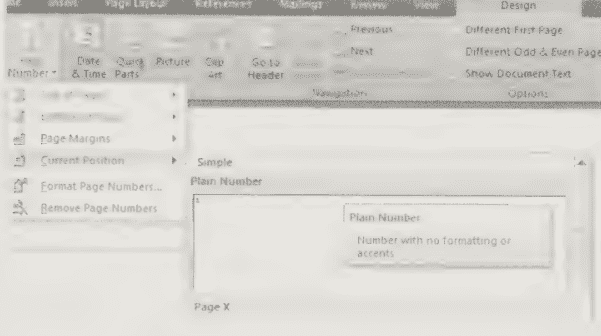 Insert Page Layout References Mailings Review View Design
Previous Different First Page
Next Different Odd & Even Page
Number Date & Time Quick Parts Picture Clip Art Go to Header Show Document Text
Navigation Options
Page Margins
Current Position
Format Page Numbers...
Remove Page Numbers
Simple
Plain Number
1
Plain Number
Number with no formatting or
accents
Page X